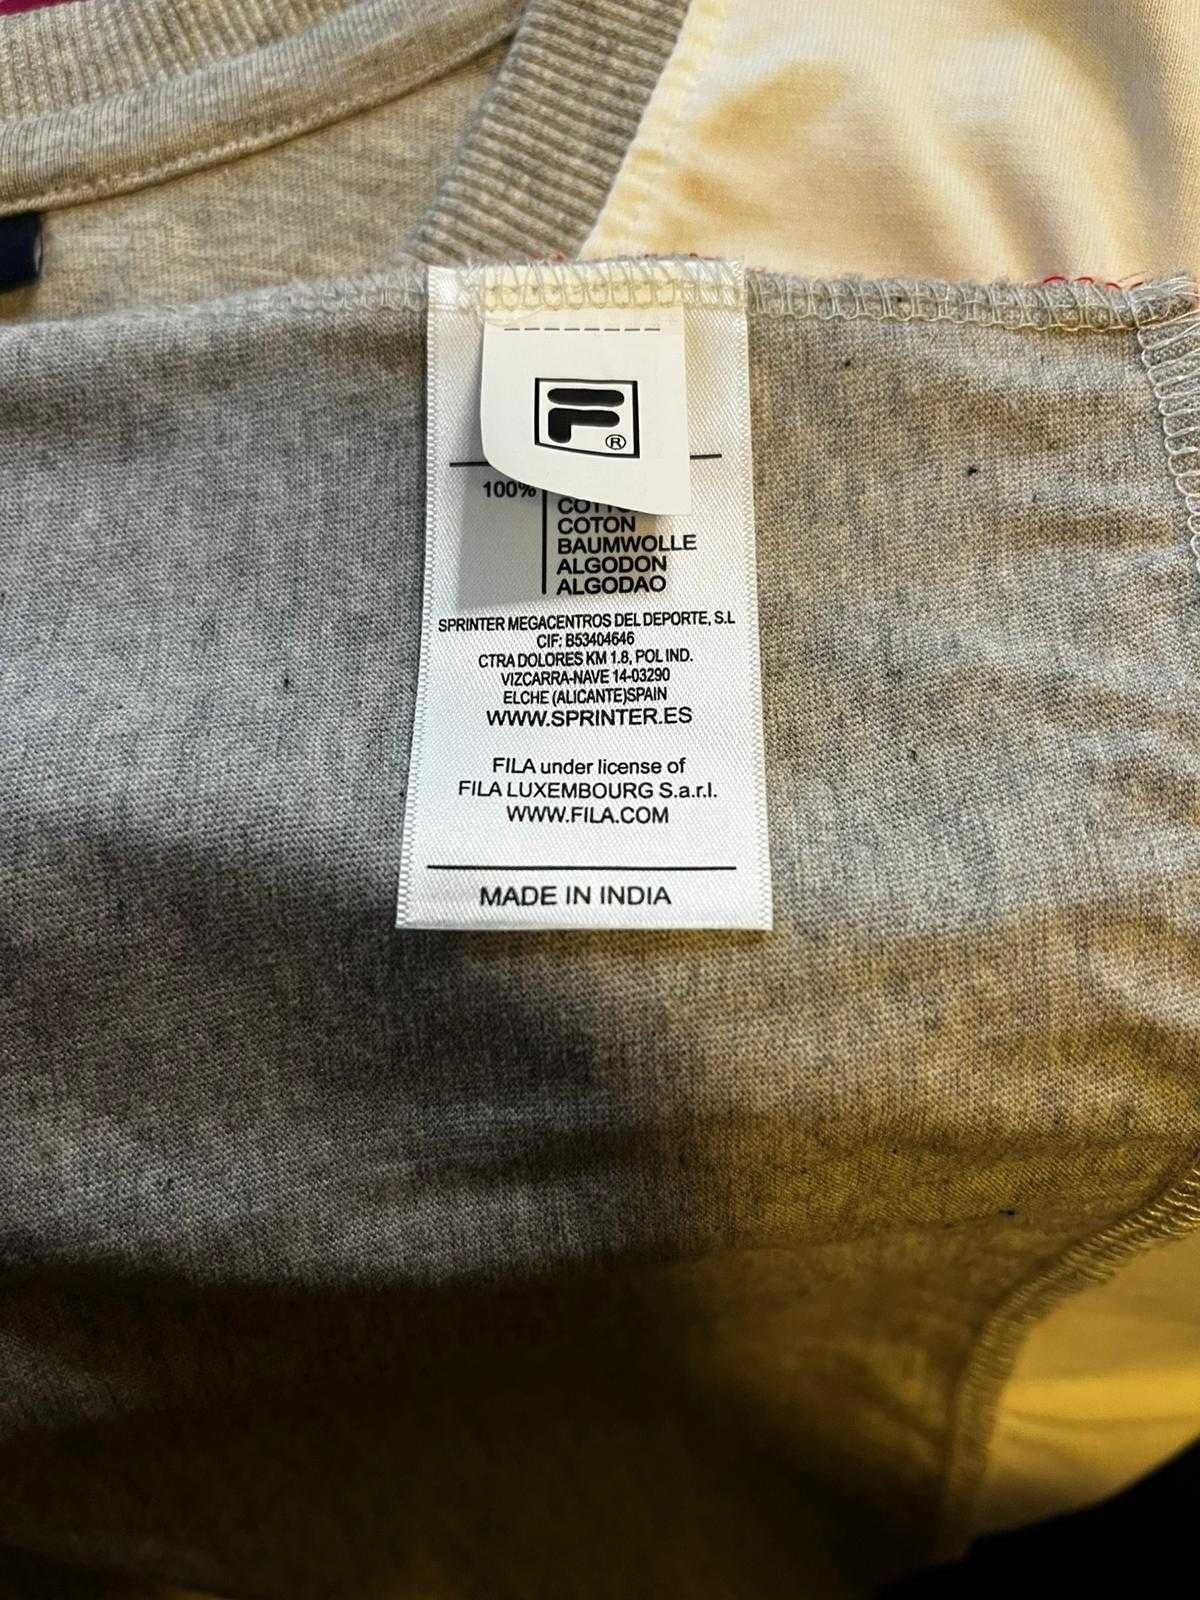 F®
100%
COTTON
COTON
BAUMWOLLE
ALGODON
ALGODAO
SPRINTER MEGACENTROS DEL DEPORTE, S.L
CIF: B53404646
CTRA DOLORES KM 1.8, POL IND.
VIZCARRA-NAVE 14-03290
ELCHE (ALICANTE)SPAIN
WWW.SPRINTER.ES
FILA under license of
FILA LUXEMBOURG S.a.r.l.
WWW.FILA.COM
MADE IN INDIA